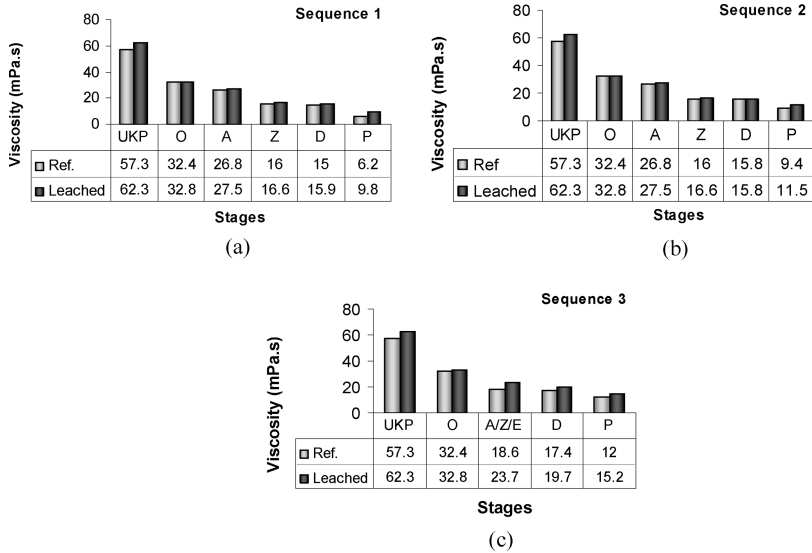 Sequence 1
Viscosity (mPa.s)
80
60
40
20
0
UKP O A Z D P
Ref. 57.3 32.4 26.8 16 15 6.2
Leached 62.3 32.8 27.5 16.6 15.9 9.8
Stages
(a)
Sequence 2
Viscosity (mPa.s)
80
60
40
20
0
UKP O A Z D P
Ref 57.3 32.4 26.8 16 15.8 9.4
Leached 62.3 32.8 27.5 16.6 15.8 11.5
Stages
(b)
Sequence 3
Viscosity (mPa.s)
80
60
40
20
0
UKP O A/Z/E D P
Ref. 57.3 32.4 18.6 17.4 12
Leached 62.3 32.8 23.7 19.7 15.2
Stages
(c)